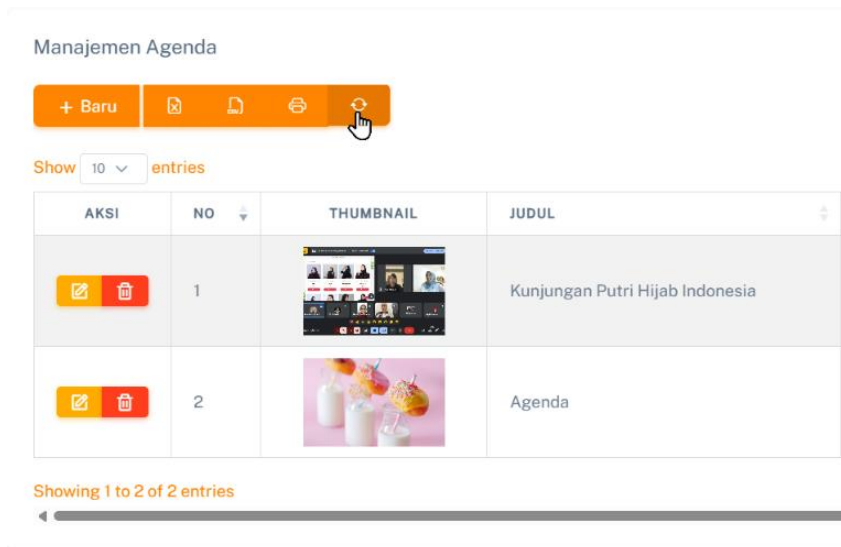 Manajemen Agenda
+ Baru
Show 10 entries
AKSI NO THUMBNAIL JUDUL
1 Kunjungan Putri Hijab Indonesia
2 Agenda
Showing 1 to 2 of 2 entries